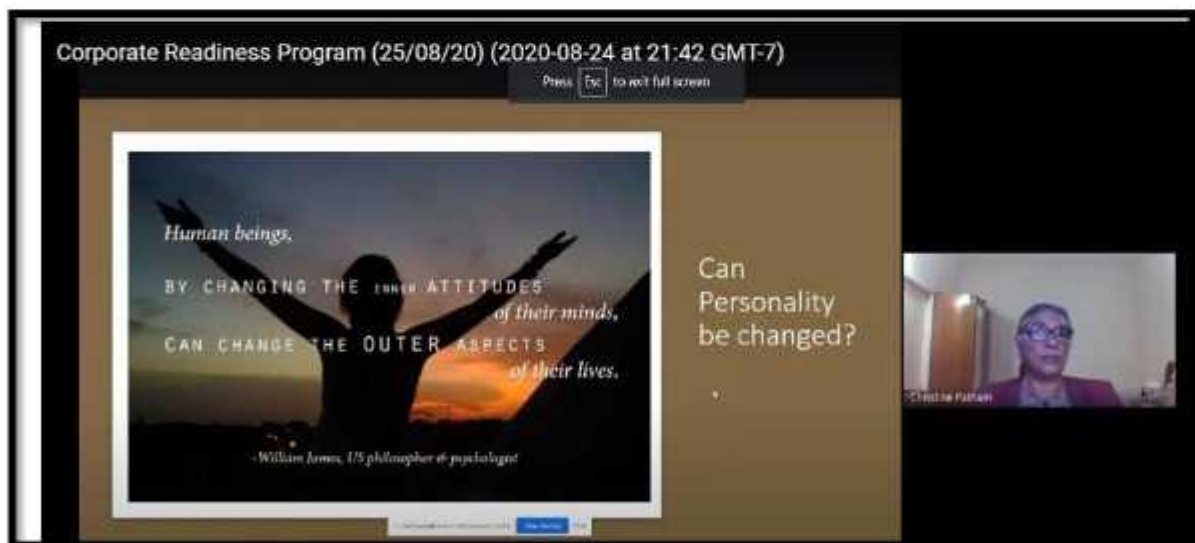 Corporate Readiness Program (25/08/20) (2020-08-24 at 21:42 GMT-7)
Press Esc to exit full screen
Human beings,
BY CHANGING THE INNER ATTITUDES
of their minds,
CAN CHANGE THE OUTER ASPECTS
of their lives.
-William James, US philosopher & psychologist
Can
Personality
be changed?
Christine